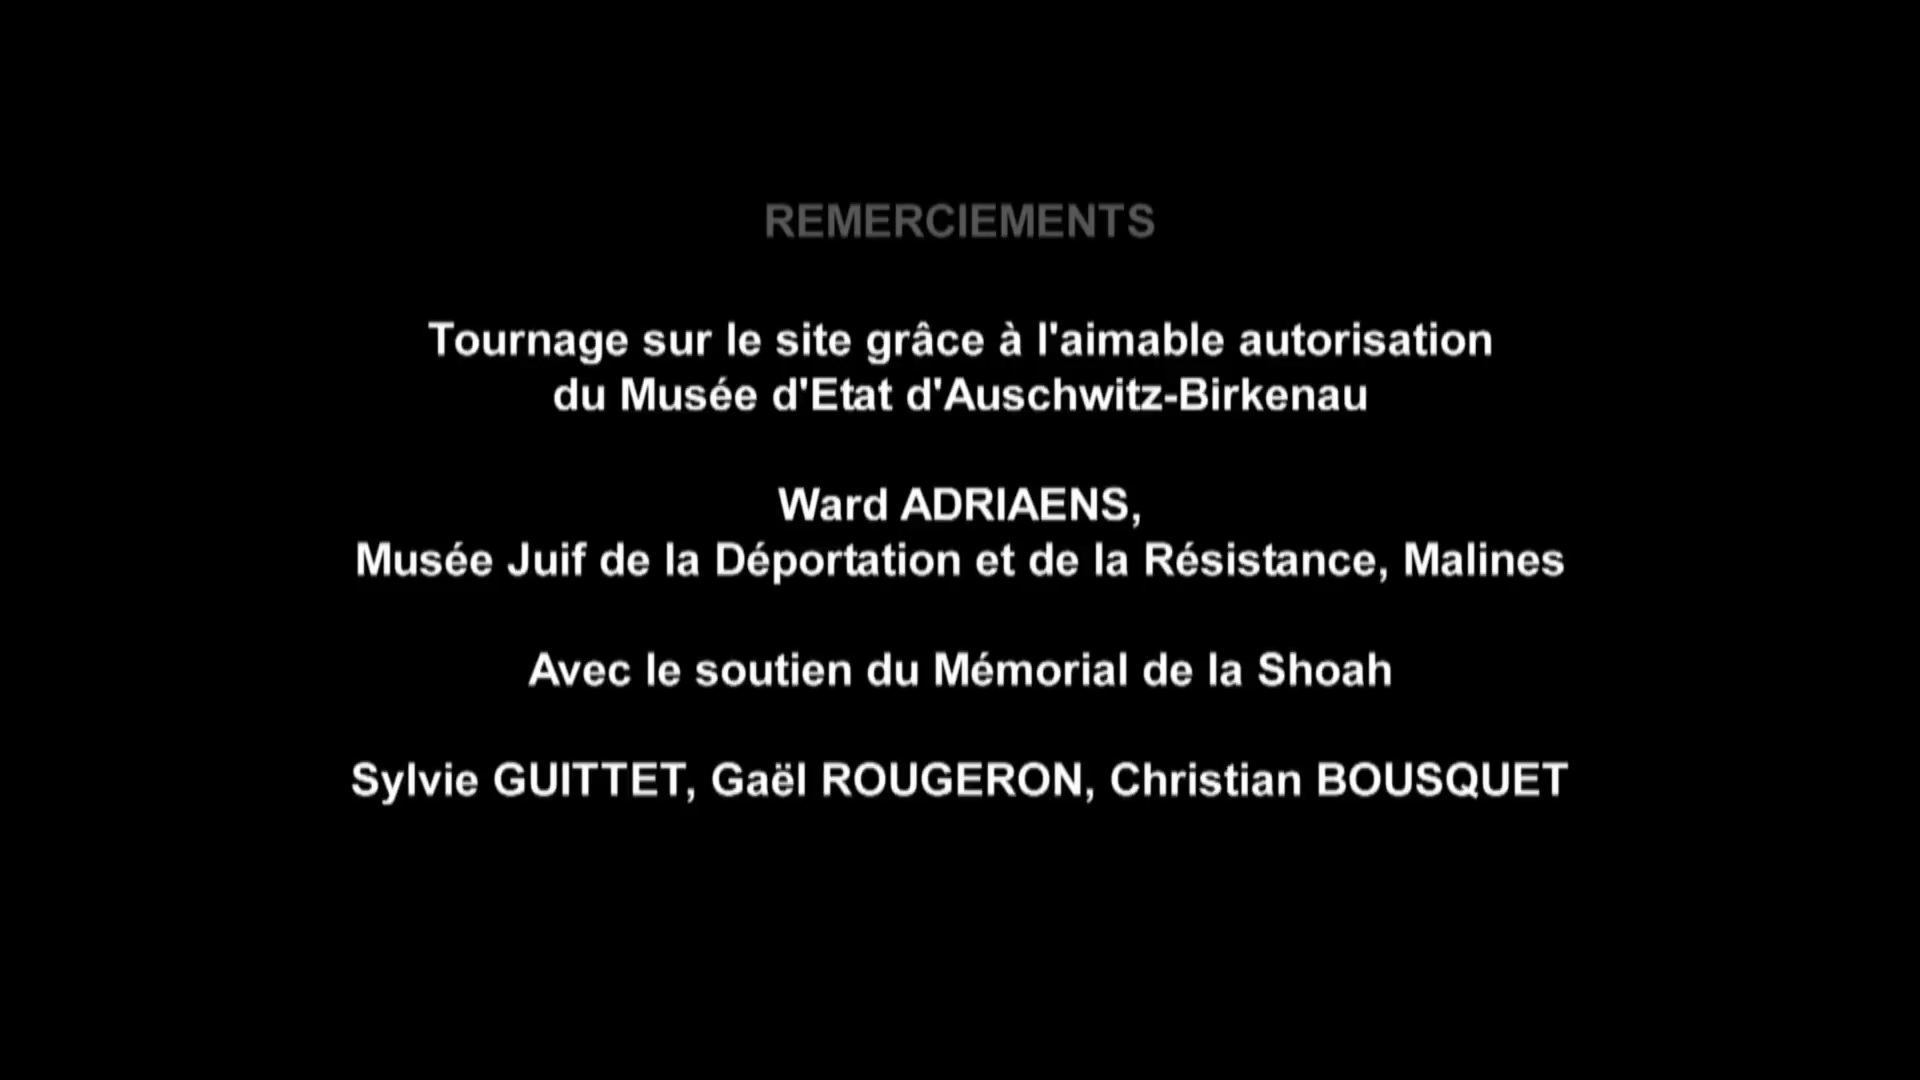 REMERCIEMENTS
Tournage sur le site grâce à l'aimable autorisation
du Musée d'Etat d'Auschwitz-Birkenau
Ward ADRIAENS,
Musée Juif de la Déportation et de la Résistance, Malines
Avec le soutien du Mémorial de la Shoah
Sylvie GUITTET, Gaël ROUGERON, Christian BOUSQUET